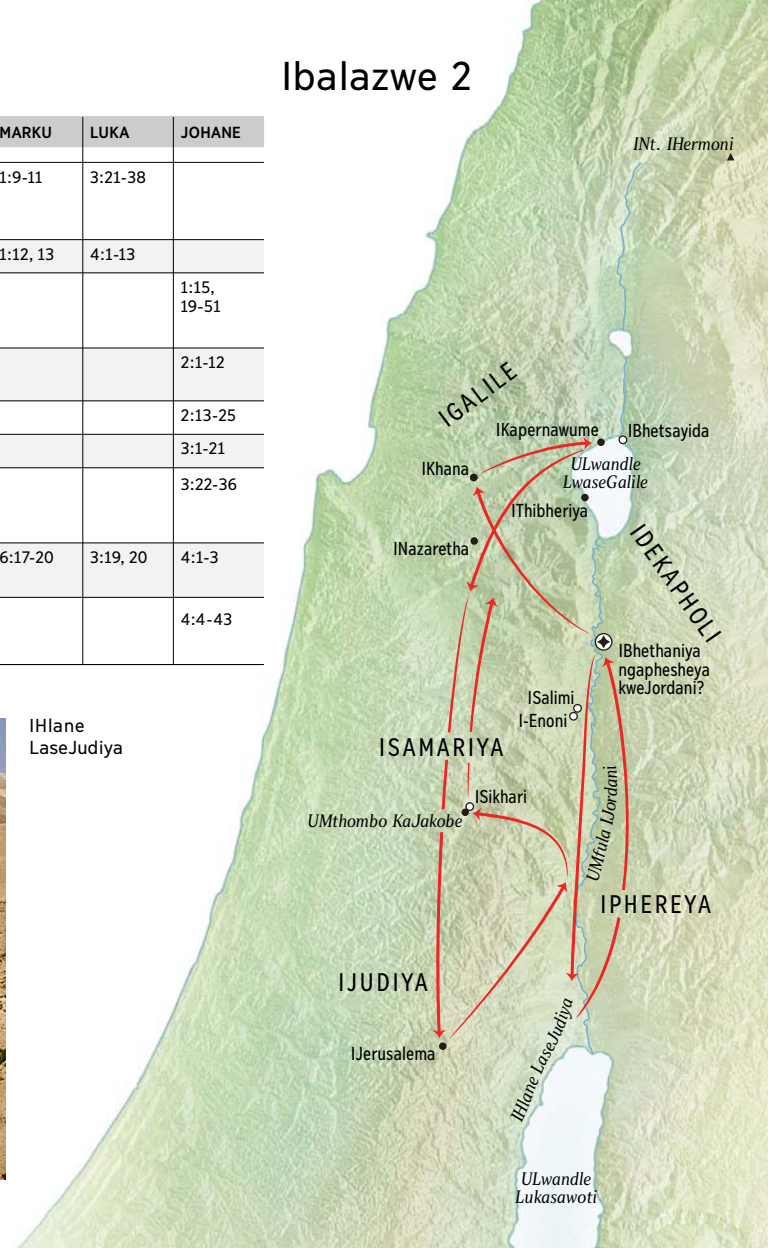 Ibalazwe 2
MARKU LUKA JOHANE
1:9-11 3:21-38
1:12, 13 4:1-13
1:15,
19-51
2:1-12
2:13-25
3:1-21
3:22-36
6:17-20 3:19, 20 4:1-3
4:4-43
IHlane
LaseJudiya
INt. IHermoni
IGALILE
IKapernawume
IBhetsayida
IKhana
ULwandle
LwaseGalile
IThibheriya
INazaretha
IDEKAPHOLI
IBhethaniya
ngaphesheya
kweJordani?
ISalimi
I-Enoni
ISAMARIYA
ISikhari
UMthombo KaJakobe
UMfula IJordani
IPHEREYA
IJUDIYA
IHlane LaseJudiya
IJerusalema
ULwandle
Lukasawoti